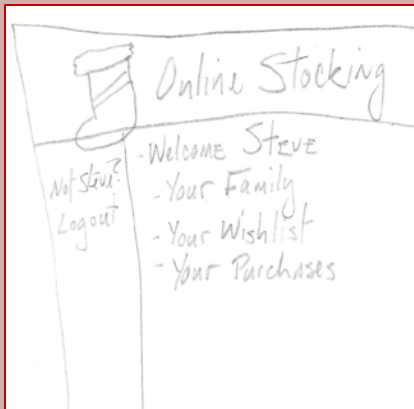 Online Stocking
-Welcome Steve
-Your Family
-Your Wishlist
-Your Purchases
Not Steve?
Logout